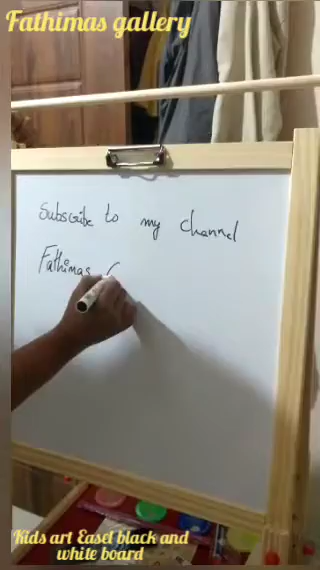 Fathimas gallery
Subscribe to my channel
Fathimas
Kids art Easel black and
white board